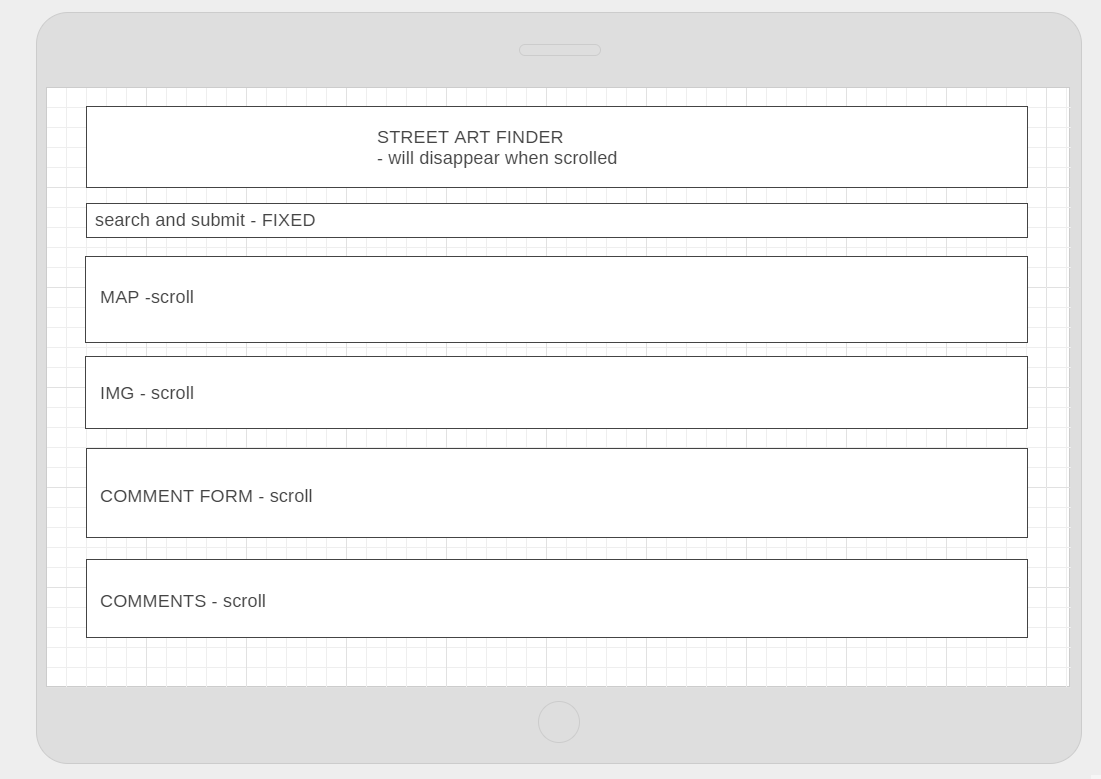 STREET ART FINDER
- will disappear when scrolled
search and submit - FIXED
MAP -scroll
IMG - scroll
COMMENT FORM - scroll
COMMENTS - scroll